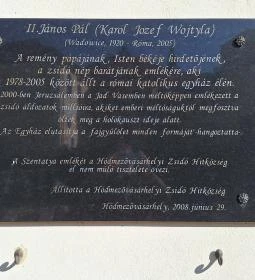 II.János Pál (Karol Jozef Wojtyla)
(Wadowice, 1920 - Róma, 2005)
A remény pápájának, Isten békéje hirdetőjének,
a zsidó nép barátjának emlékére, aki
1978-2005 között állt a római katolikus egyház élén.
2000-ben Jeruzsálemben a Jad Vasemben méltóképpen emlékezett a
zsidó áldozatok millióira, akiket emberi méltóságuktól megfosztva
öltek meg a holokauszt ideje alatt.
Az Egyház elutasítja a fajgyűlölet minden formáját-hangoztatta.
A Szentatya emlékét a Hódmezővásárhelyi Zsidó Hitközség
el nem múló tisztelete övezi.
Állította a Hódmezővásárhelyi Zsidó Hitközség
Hódmezővásárhely, 2008.június 29.